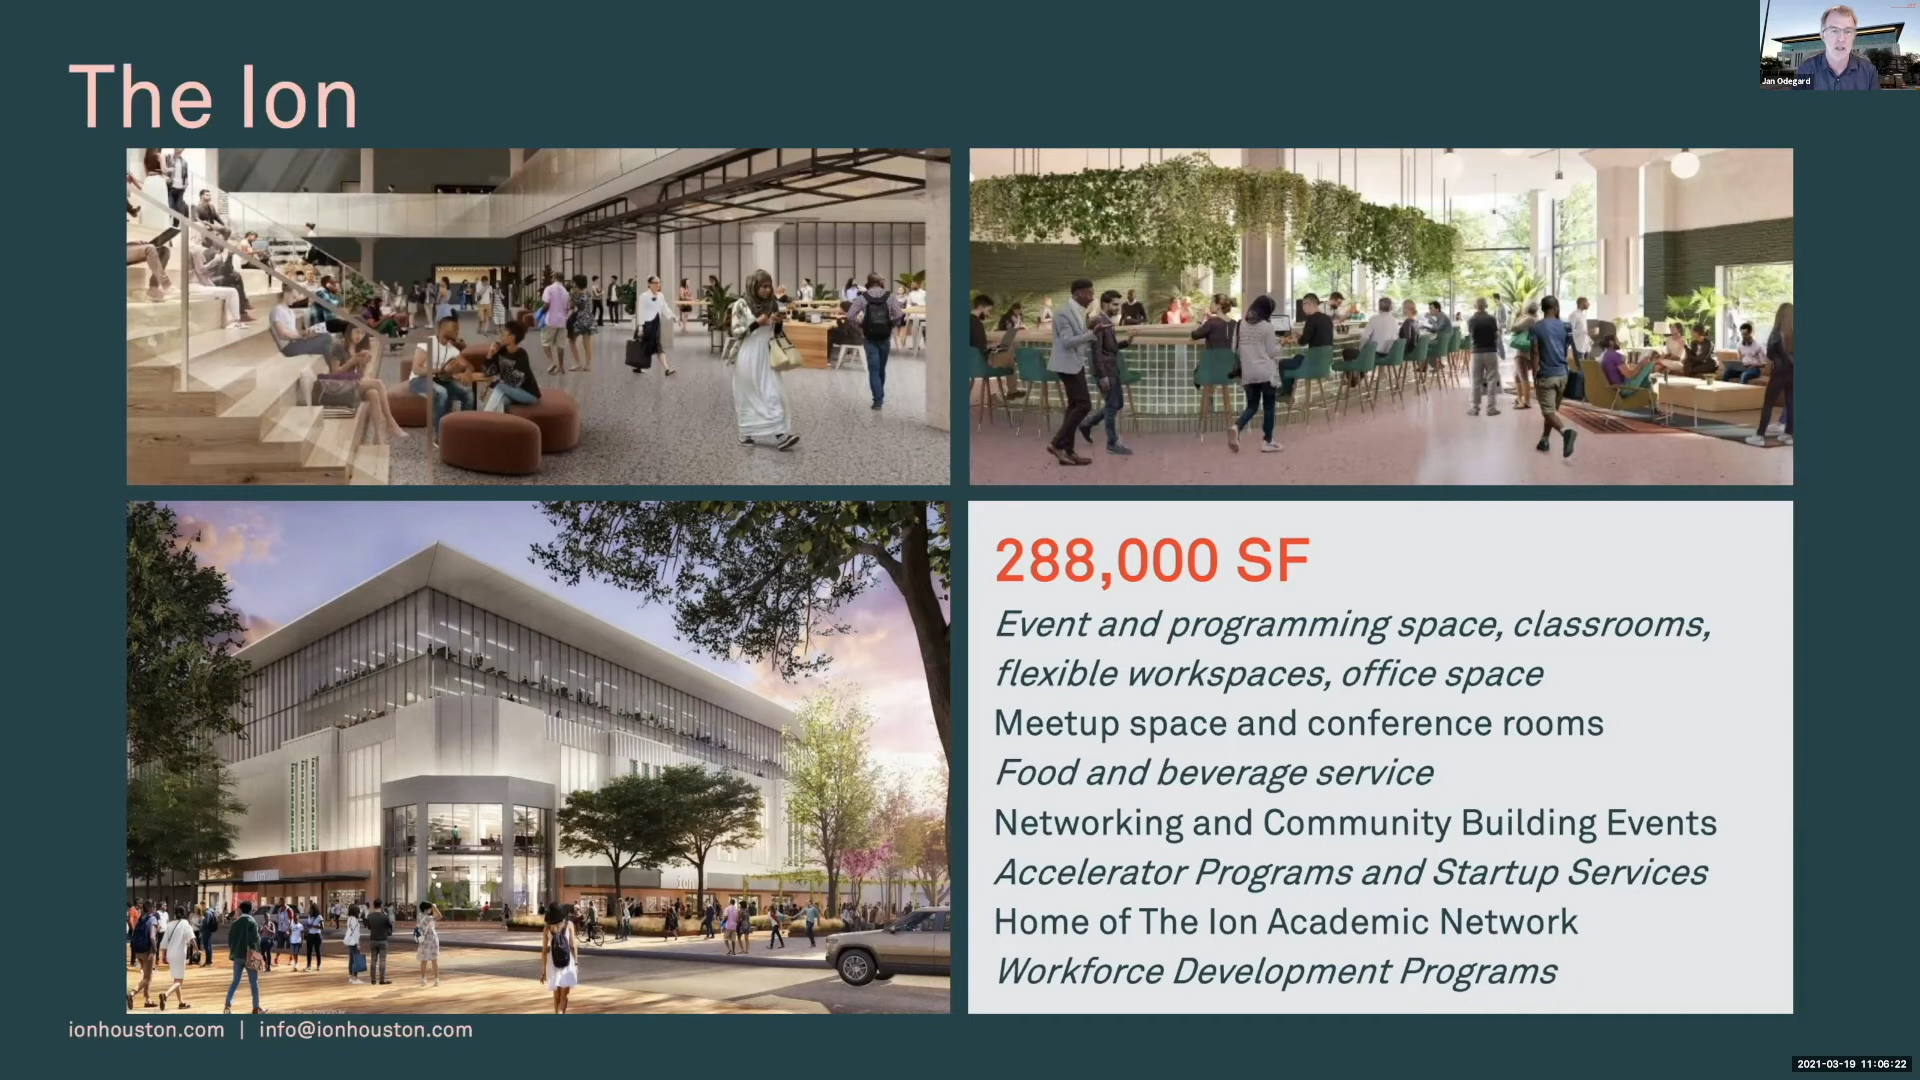 The Ion
Jan Odegard
288,000 SF
Event and programming space, classrooms,
flexible workspaces, office space
Meetup space and conference rooms
Food and beverage service
Networking and Community Building Events
Accelerator Programs and Startup Services
Home of The Ion Academic Network
Workforce Development Programs
ionhouston.com | info@ionhouston.com
2021-03-19 11:06:22